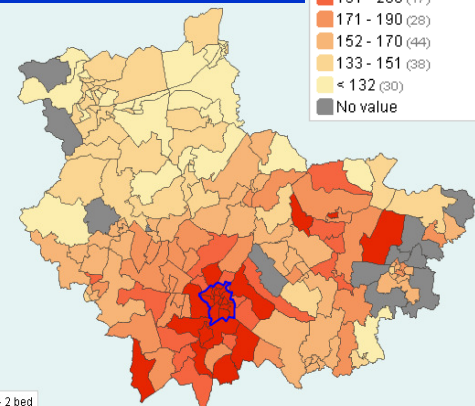 171 - 190 (28)
152 - 170 (44)
133 - 151 (38)
< 132 (30)
No value
2 bed